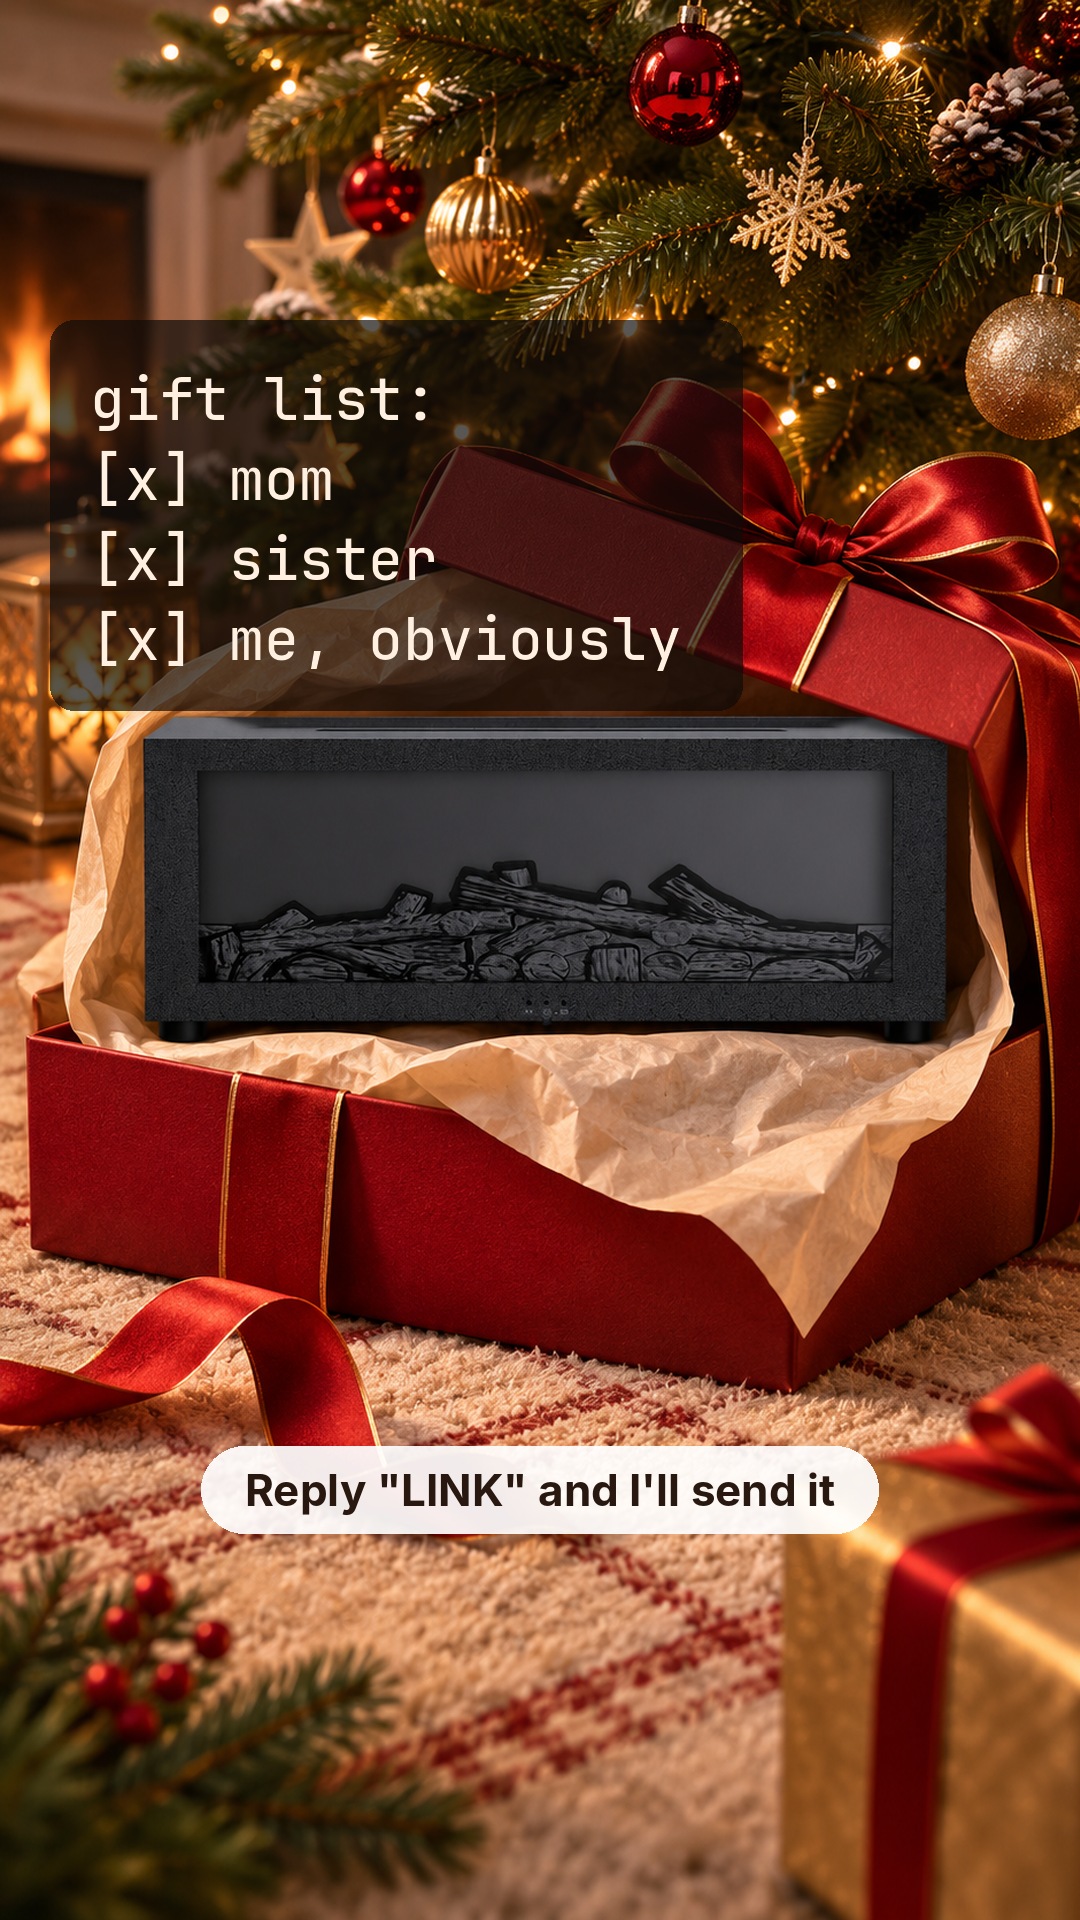 gift list:
[x] mom
[x] sister
[x] me, obviously
Reply "LINK" and I'll send it